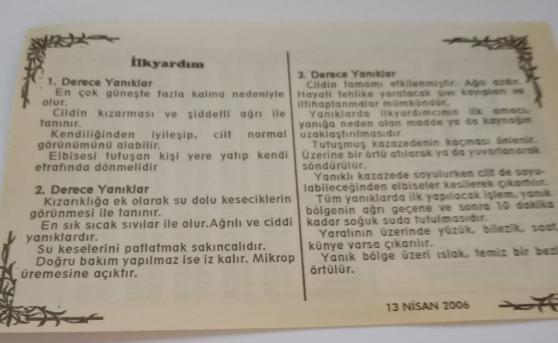 İlkyardım
1. Derece Yanıklar
En çok güneşte fazla kalma nedeniyle
olur.
Cildin kızarması ve şiddetli ağrı ile
tanınır.
Kendiliğinden iyileşip, cilt normal
görünümünü alabilir.
Elbisesi tutuşan kişi yere yatıp kendi
etrafında dönmelidir
2. Derece Yanıklar
Kızarıklığa ek olarak su dolu keseciklerin
görünmesi ile tanınır.
En sık sıcak sıvılar ile olur.Ağrılı ve ciddi
yanıklardır.
Su keselerini patlatmak sakıncalıdır.
Doğru bakım yapılmaz ise iz kalır. Mikrop
üremesine açıktır.
3. Derece Yanıklar
Cildin tamamı etkilenmiştir. Ağrı azdır.
Hayati tehlike yaratacak sıvı kayıpları ve
iltihaplanmalar mümkündür.
Yanıklarda ilkyardımcının ilk amacı,
yanığa neden olan madde ya da kaynağın
uzaklaştırılmasıdır.
Tutuşmuş kazazedenin kaçması önlenir.
Üzerine bir örtü atılarak ya da yuvarlanarak
söndürülür.
Yanıklı kazazede soyulurken cilt de soyu-
labileceğinden elbiseler kesilerek çıkartılır.
Tüm yanıklarda ilk yapılacak işlem, yanık
bölgenin ağrı geçene ve sonra 10 dakika
kadar soğuk suda tutulmasıdır.
Yaralının üzerinde yüzük, bilezik, saat,
künye varsa çıkarılır.
Yanık bölge üzeri ıslak, temiz bir bezle
örtülür.
13 NİSAN 2006